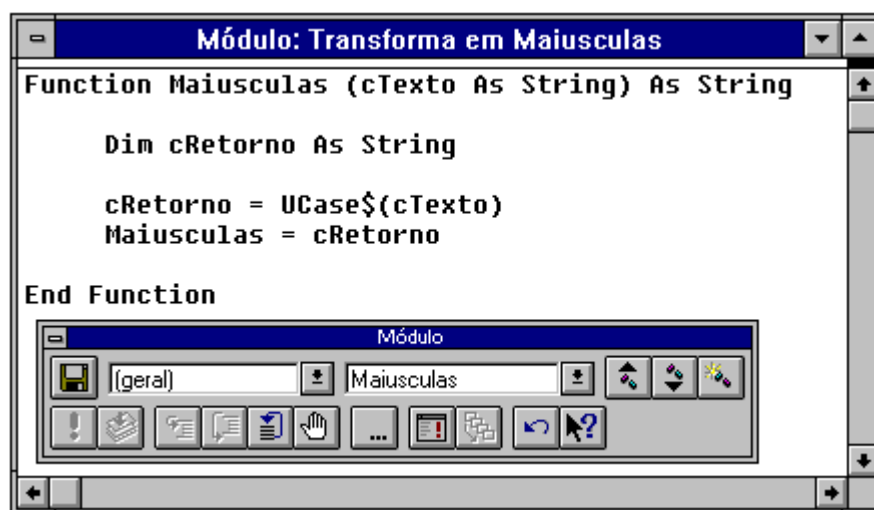 Módulo: Transforma em Maiusculas
Function Maiusculas (cTexto As String) As String
Dim cRetorno As String
cRetorno = UCase$(cTexto)
Maiusculas = cRetorno
End Function
Módulo
(geral) Maiusculas
! ... ! ?